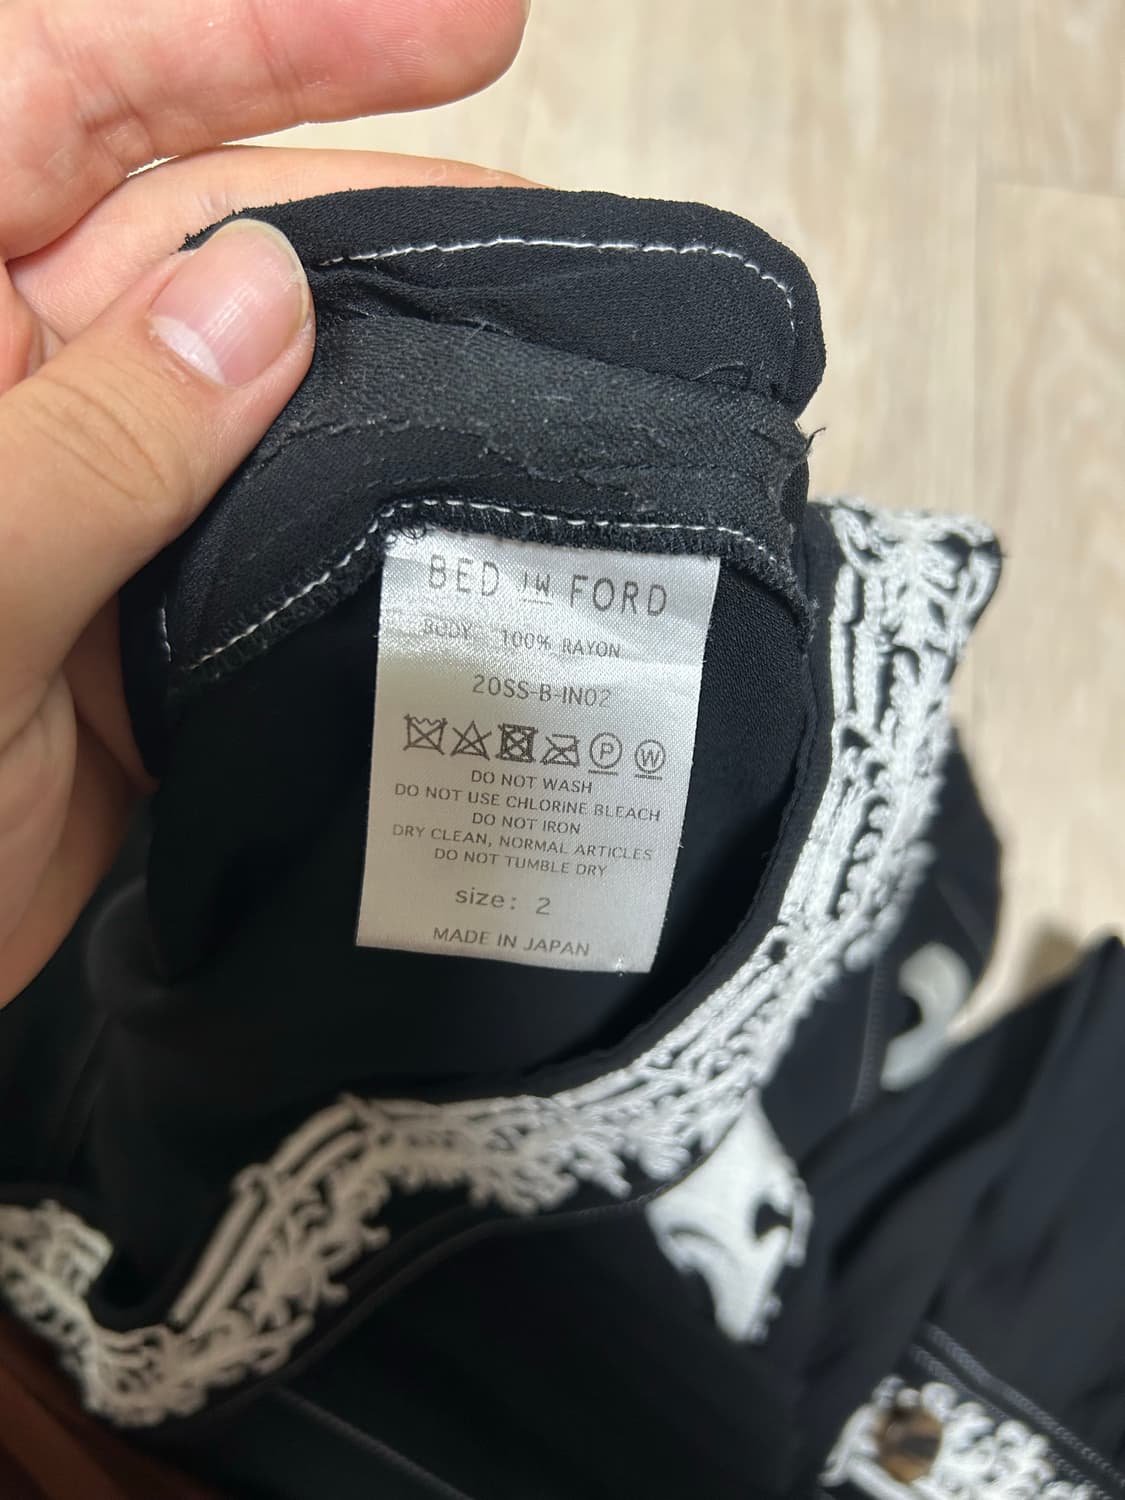 BED J.W. FORD
BODY 100% RAYON
20SS-B-IN02
P W
DO NOT WASH
DO NOT USE CHLORINE BLEACH
DO NOT IRON
DRY CLEAN, NORMAL ARTICLES
DO NOT TUMBLE DRY
size: 2
MADE IN JAPAN